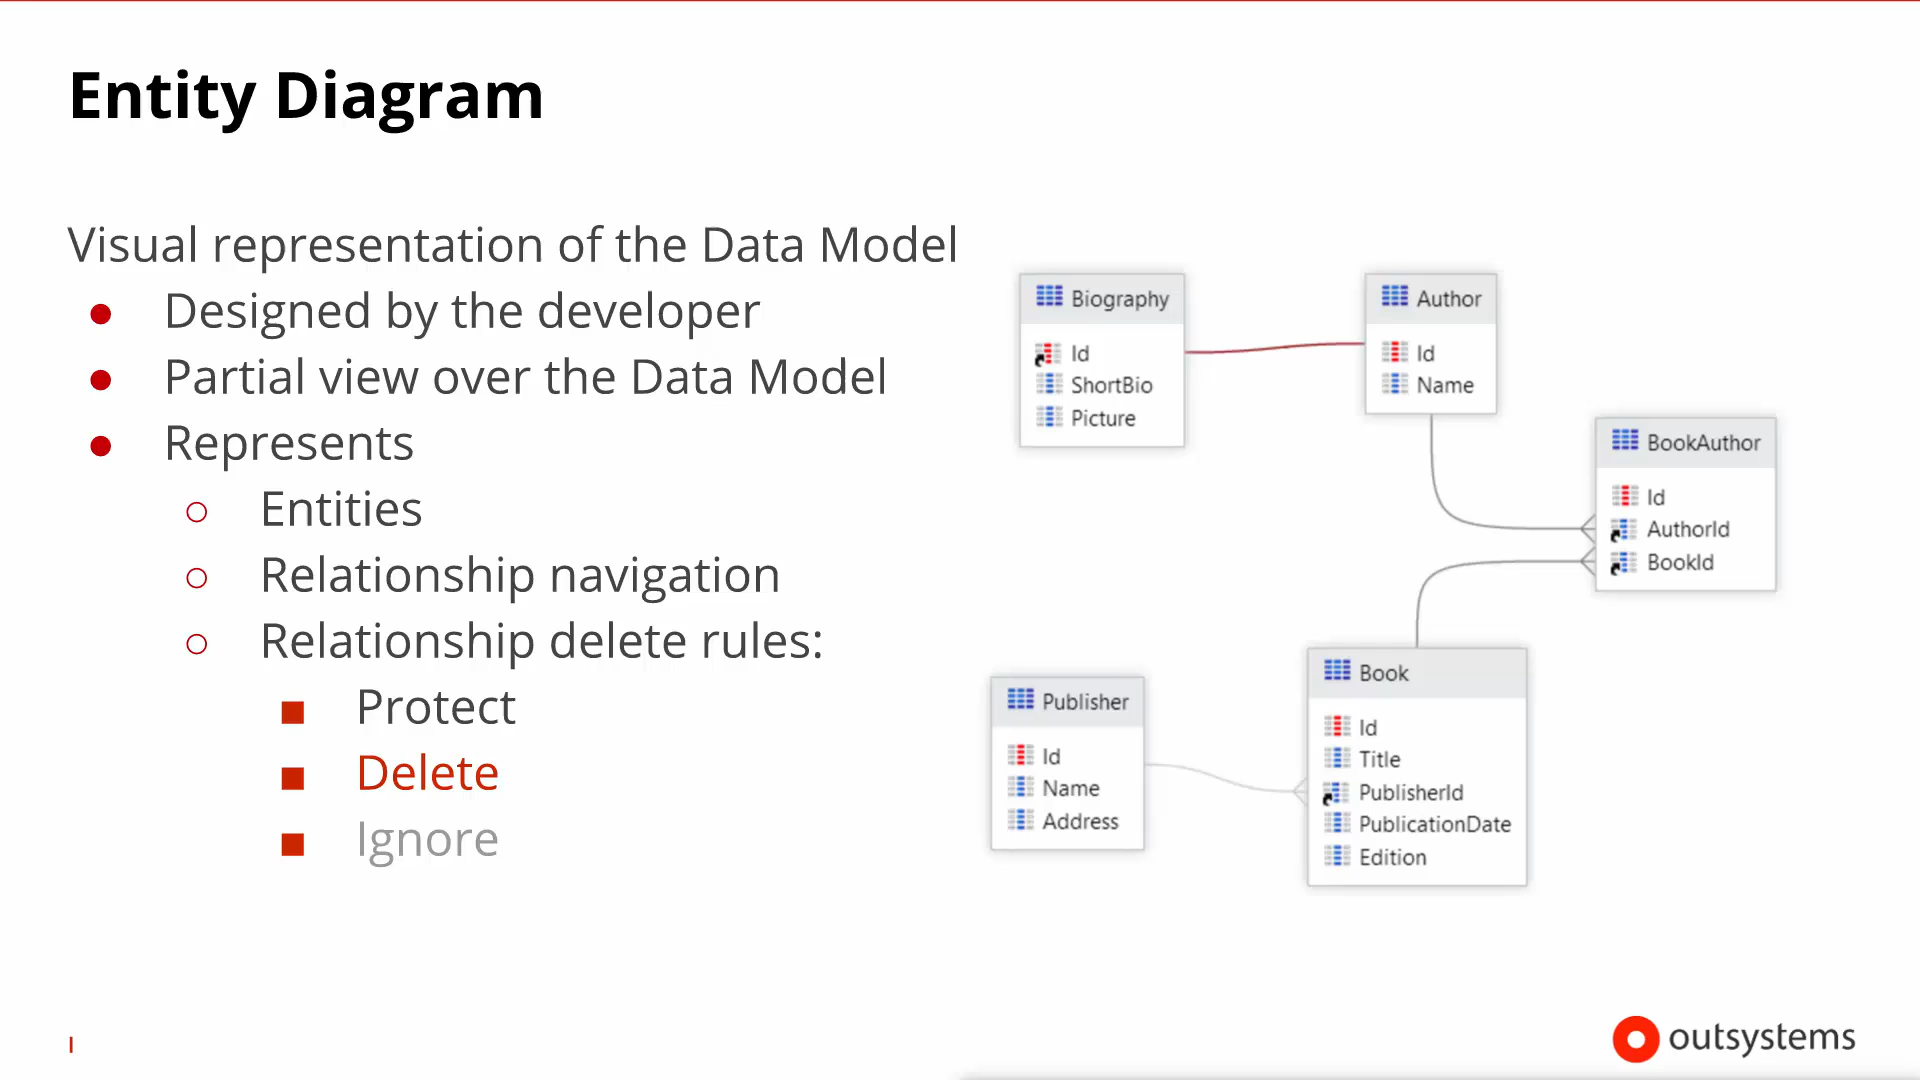 Entity Diagram
Visual representation of the Data Model
● Designed by the developer
● Partial view over the Data Model
● Represents
○ Entities
○ Relationship navigation
○ Relationship delete rules:
■ Protect
■ Delete
■ Ignore
Biography
Id
ShortBio
Picture
Author
Id
Name
BookAuthor
Id
AuthorId
BookId
Publisher
Id
Name
Address
Book
Id
Title
PublisherId
PublicationDate
Edition
I
outsystems